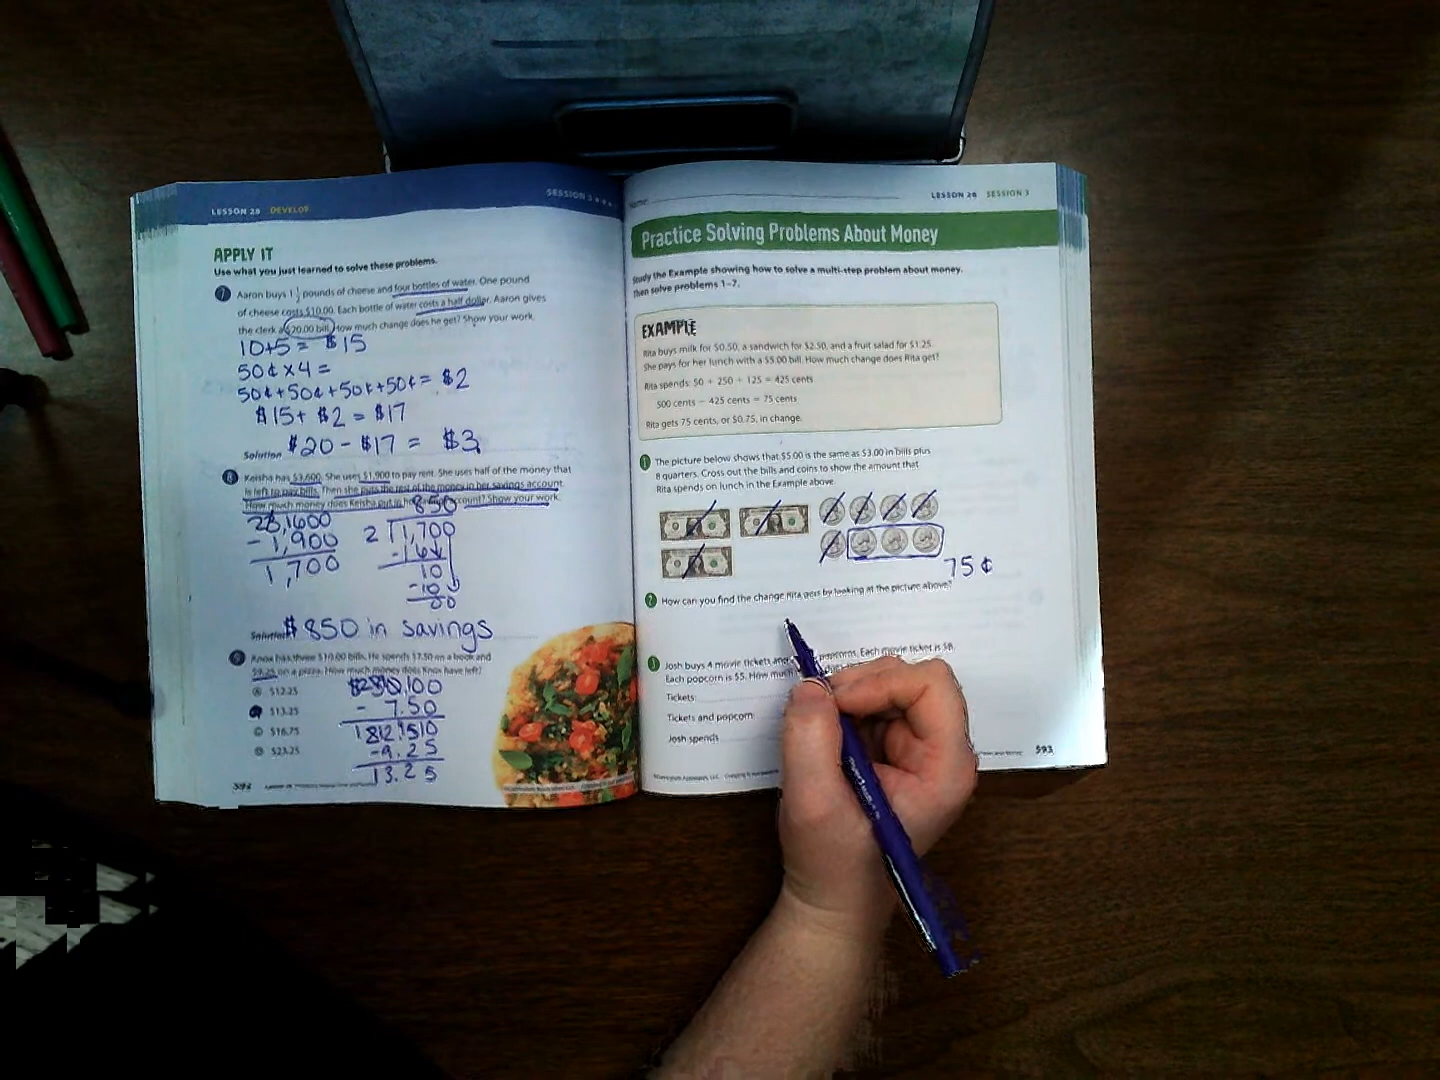 LESSON 28 DEVELOP
SESSION 3
APPLY IT
Use what you just learned to solve these problems.
7 Aaron buys 1 1/2 pounds of cheese and four bottles of water. One pound
of cheese costs $10.00. Each bottle of water costs a half dollar. Aaron gives
the clerk a $20.00 bill. How much change does he get? Show your work.
10+5= $15
50¢x4=
50¢+50¢+50¢+50¢= $2
$15+ $2 = $17
Solution $20 - $17 = $3
8 Keisha has $3,600. She uses $1,900 to pay rent. She uses half of the money that
is left to pay bills. Then she puts the rest of the money in her savings account.
How much money does Keisha put in her savings account? Show your work.
- 1,900
1,700
850
2 1,700
-16
10
-10
00
Solution $850 in savings
9 Knox has three $10.00 bills. He spends $7.50 on a book and
$9.25 on a pizza. How much money does Knox have left?
A $12.25
$13.25
C $16.75
D $23.25
- 7.50
-9.25
13.25
592
LESSON 28 SESSION 3
Practice Solving Problems About Money
Study the Example showing how to solve a multi-step problem about money.
Then solve problems 1–7.
EXAMPLE
Rita buys milk for $0.50, a sandwich for $2.50, and a fruit salad for $1.25.
She pays for her lunch with a $5.00 bill. How much change does Rita get?
Rita spends: 50 + 250 + 125 = 425 cents
500 cents − 425 cents = 75 cents
Rita gets 75 cents, or $0.75, in change.
1 The picture below shows that $5.00 is the same as $3.00 in bills plus
8 quarters. Cross out the bills and coins to show the amount that
Rita spends on lunch in the Example above.
75¢
2 How can you find the change Rita gets by looking at the picture above?
3 Josh buys 4 movie tickets and popcorns. Each movie ticket is $8.
Each popcorn is $5. How much
Tickets:
Tickets and popcorn:
Josh spends
593